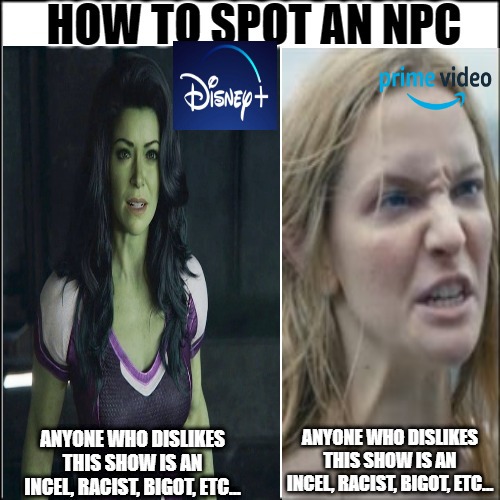 HOW TO SPOT AN NPC
Disney+
prime video
ANYONE WHO DISLIKES
THIS SHOW IS AN
INCEL, RACIST, BIGOT, ETC...
ANYONE WHO DISLIKES
THIS SHOW IS AN
INCEL, RACIST, BIGOT, ETC...